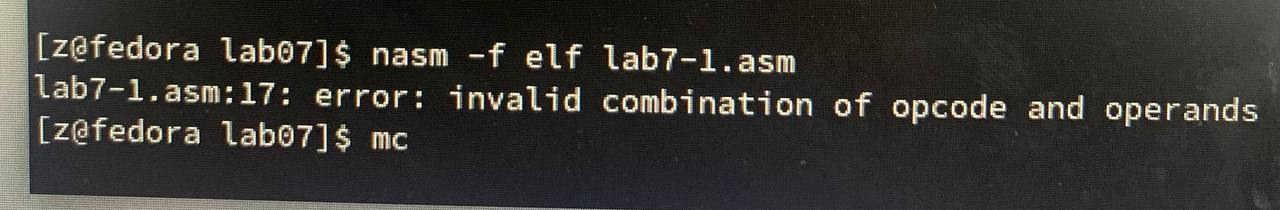 [z@fedora lab07]$ nasm -f elf lab7-1.asm
lab7-1.asm:17: error: invalid combination of opcode and operands
[z@fedora lab07]$ mc